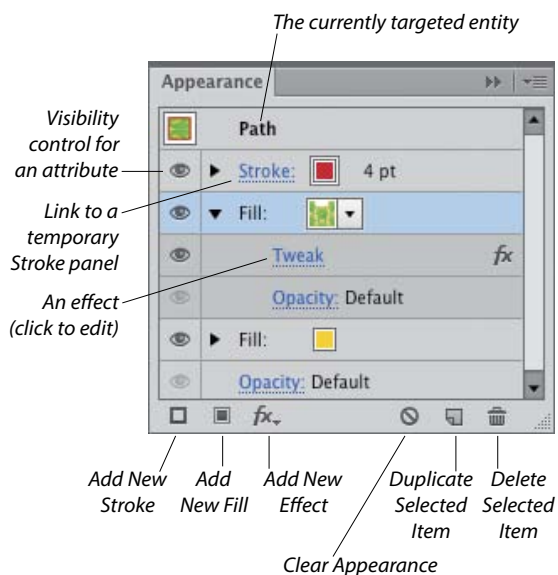 The currently targeted entity
Appearance
Visibility
control for
an attribute
Path
Stroke: 4 pt
Link to a
temporary
Stroke panel
Fill:
An effect
(click to edit)
Tweak fx
Opacity: Default
Fill:
Opacity: Default
fx
Add New
Stroke
Add
New Fill
Add New
Effect
Duplicate
Selected
Item
Delete
Selected
Item
Clear Appearance